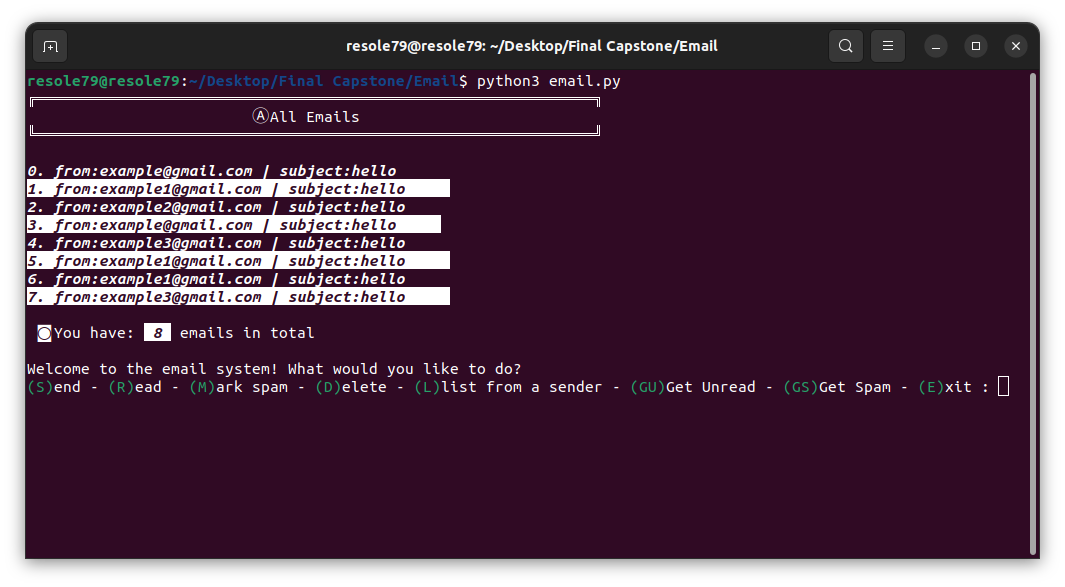 resole79@resole79: ~/Desktop/Final Capstone/Email
resole79@resole79:~/Desktop/Final Capstone/Email$ python3 email.py
ⒶAll Emails
0. from:example@gmail.com | subject:hello
1. from:example1@gmail.com | subject:hello
2. from:example2@gmail.com | subject:hello
3. from:example@gmail.com | subject:hello
4. from:example3@gmail.com | subject:hello
5. from:example1@gmail.com | subject:hello
6. from:example1@gmail.com | subject:hello
7. from:example3@gmail.com | subject:hello
◙You have: 8 emails in total
Welcome to the email system! What would you like to do?
(S)end - (R)ead - (M)ark spam - (D)elete - (L)list from a sender - (GU)Get Unread - (GS)Get Spam - (E)xit :